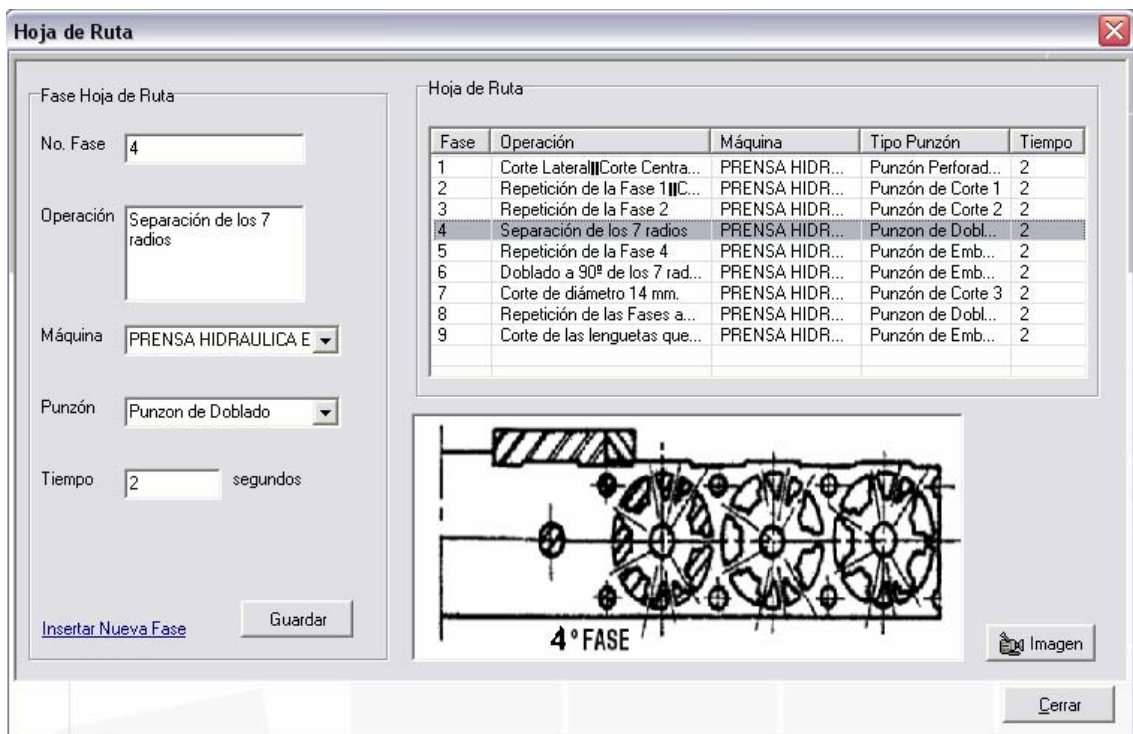 Hoja de Ruta
Fase Hoja de Ruta
No. Fase 4
Operación Separación de los 7
radios
Máquina PRENSA HIDRAULICA E
Punzón Punzon de Doblado
Tiempo 2 segundos
Insertar Nueva Fase Guardar
Hoja de Ruta
Fase Operación Máquina Tipo Punzón Tiempo
1 Corte Lateral||Corte Centra... PRENSA HIDR... Punzón Perforad... 2
2 Repetición de la Fase 1||C... PRENSA HIDR... Punzón de Corte 1 2
3 Repetición de la Fase 2 PRENSA HIDR... Punzón de Corte 2 2
4 Separación de los 7 radios PRENSA HIDR... Punzon de Dobl... 2
5 Repetición de la Fase 4 PRENSA HIDR... Punzón de Emb... 2
6 Doblado a 90º de los 7 rad... PRENSA HIDR... Punzón de Emb... 2
7 Corte de diámetro 14 mm. PRENSA HIDR... Punzón de Corte 3 2
8 Repetición de las Fases a... PRENSA HIDR... Punzon de Dobl... 2
9 Corte de las lenguetas que... PRENSA HIDR... Punzón de Emb... 2
4º FASE
Imagen
Cerrar